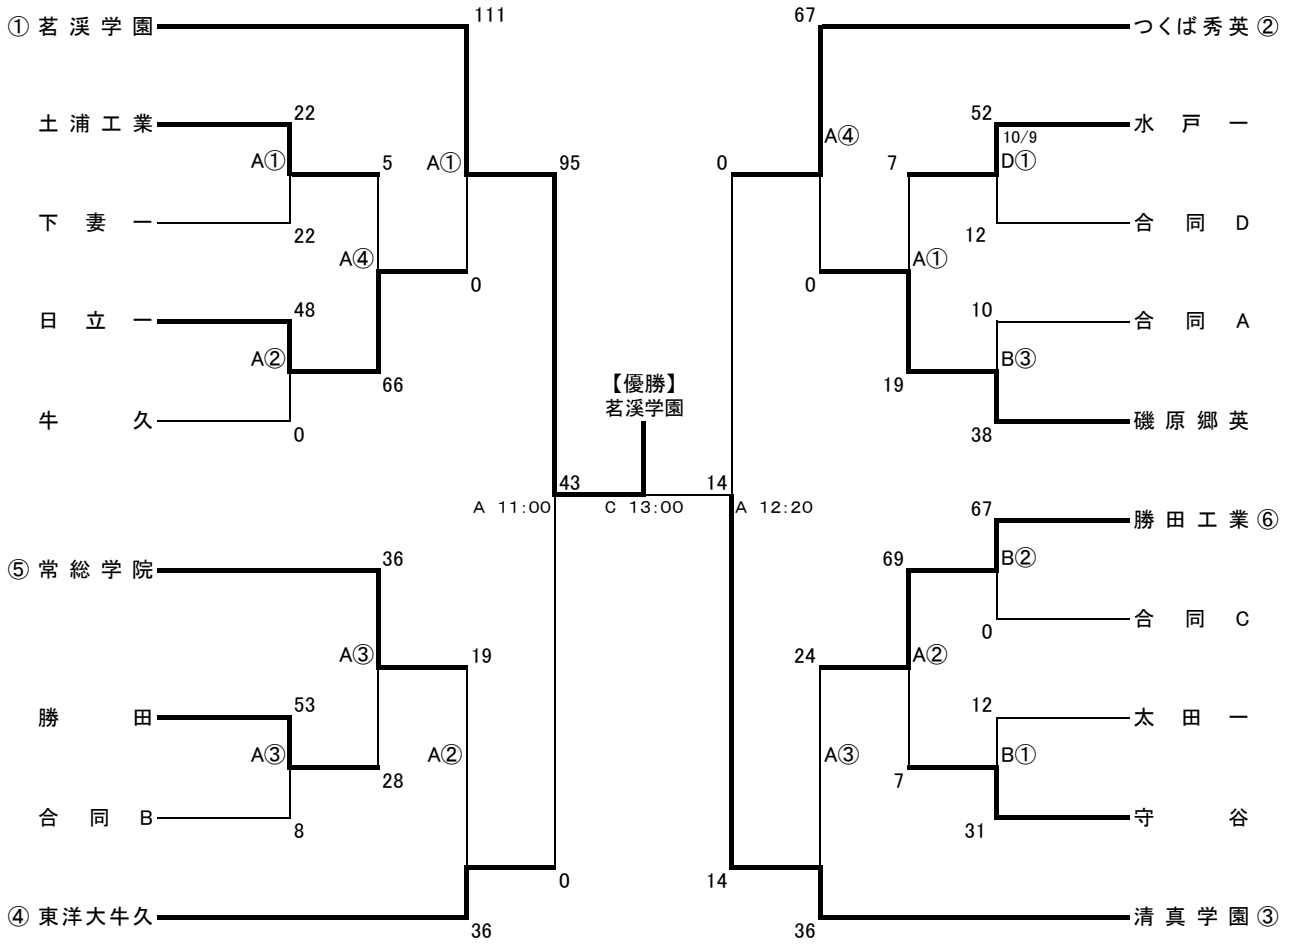 111
67
① 茗溪学園
つくば秀英 ②
土浦工業
22
A①
5
A①
95
0
A④
7
52
10/9
D①
水戸一
下妻一
22
A④
0
0
A①
12
合同D
日立一
48
A②
66
10
B③
合同A
牛久
0
【優勝】
茗溪学園
19
38
磯原郷英
43
14
A 11:00
C 13:00
A 12:20
67
勝田工業 ⑥
⑤ 常総学院
36
69
B②
0
合同C
A③
19
24
A②
勝田
53
A③
28
A②
A③
7
12
B①
太田一
合同B
8
31
守谷
0
14
④ 東洋大牛久
36
36
清真学園 ③